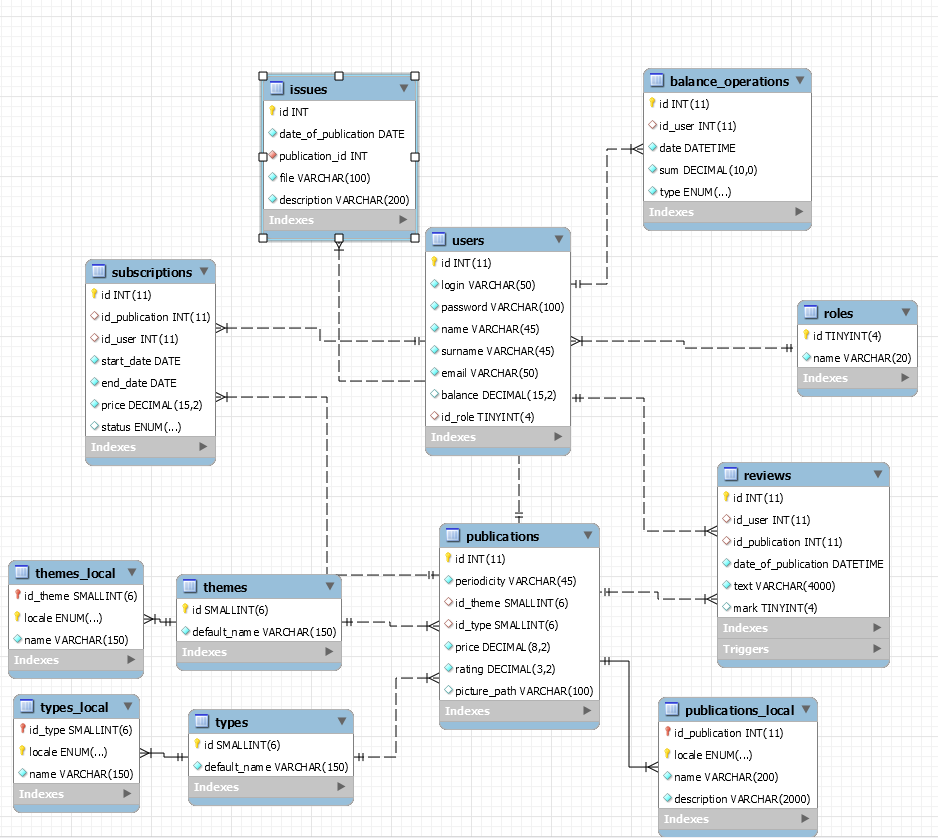 issues
id INT
date_of_publication DATE
publication_id INT
file VARCHAR(100)
description VARCHAR(200)
Indexes
balance_operations
id INT(11)
id_user INT(11)
date DATETIME
sum DECIMAL(10,0)
type ENUM(...)
Indexes
users
id INT(11)
login VARCHAR(50)
password VARCHAR(100)
name VARCHAR(45)
surname VARCHAR(45)
email VARCHAR(50)
balance DECIMAL(15,2)
id_role TINYINT(4)
Indexes
subscriptions
id INT(11)
id_publication INT(11)
id_user INT(11)
start_date DATE
end_date DATE
price DECIMAL(15,2)
status ENUM(...)
Indexes
roles
id TINYINT(4)
name VARCHAR(20)
Indexes
reviews
id INT(11)
id_user INT(11)
id_publication INT(11)
date_of_publication DATETIME
text VARCHAR(4000)
mark TINYINT(4)
Indexes
Triggers
publications
id INT(11)
periodicity VARCHAR(45)
id_theme SMALLINT(6)
id_type SMALLINT(6)
price DECIMAL(8,2)
rating DECIMAL(3,2)
picture_path VARCHAR(100)
Indexes
themes_local
id_theme SMALLINT(6)
locale ENUM(...)
name VARCHAR(150)
Indexes
themes
id SMALLINT(6)
default_name VARCHAR(150)
Indexes
types_local
id_type SMALLINT(6)
locale ENUM(...)
name VARCHAR(150)
Indexes
types
id SMALLINT(6)
default_name VARCHAR(150)
Indexes
publications_local
id_publication INT(11)
locale ENUM(...)
name VARCHAR(200)
description VARCHAR(2000)
Indexes